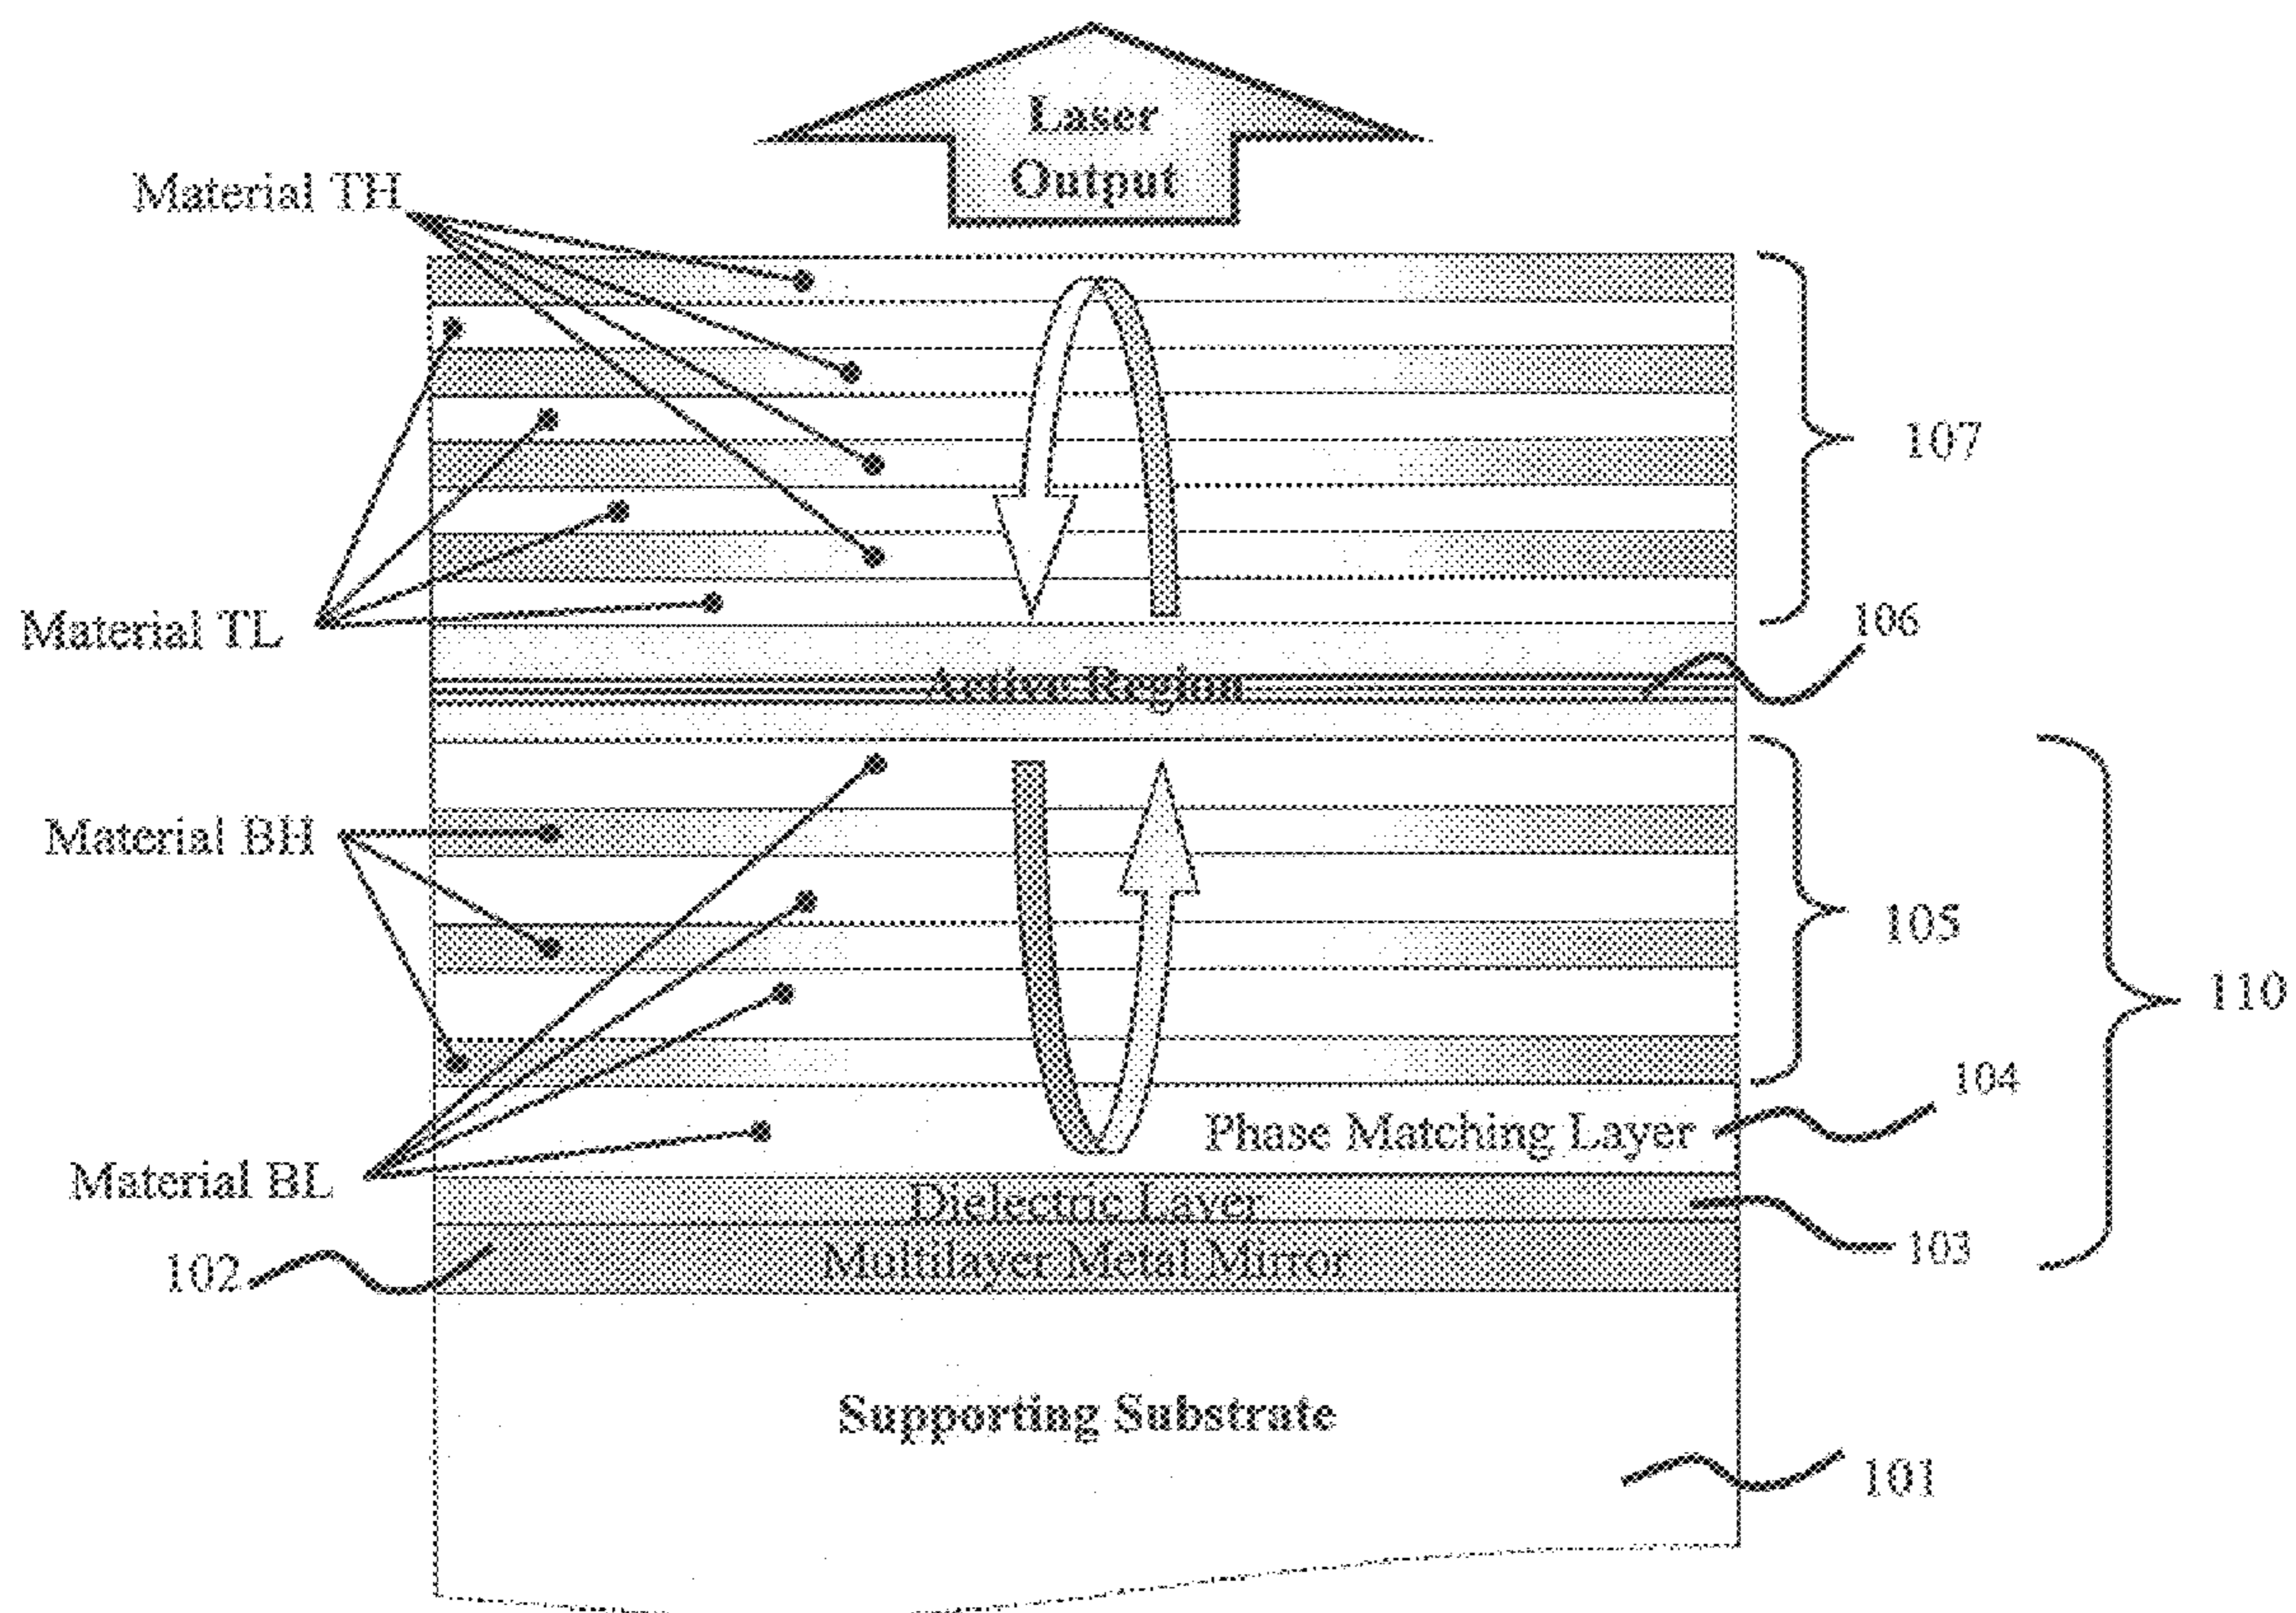 Laser
Output
Material TH
107
Material TL
106
Active Region
Material BH
105
110
104
Phase Matching Layer
Material BL
Dielectric Layer
103
102
Multilayer Metal Mirror
Supporting Substrate
101